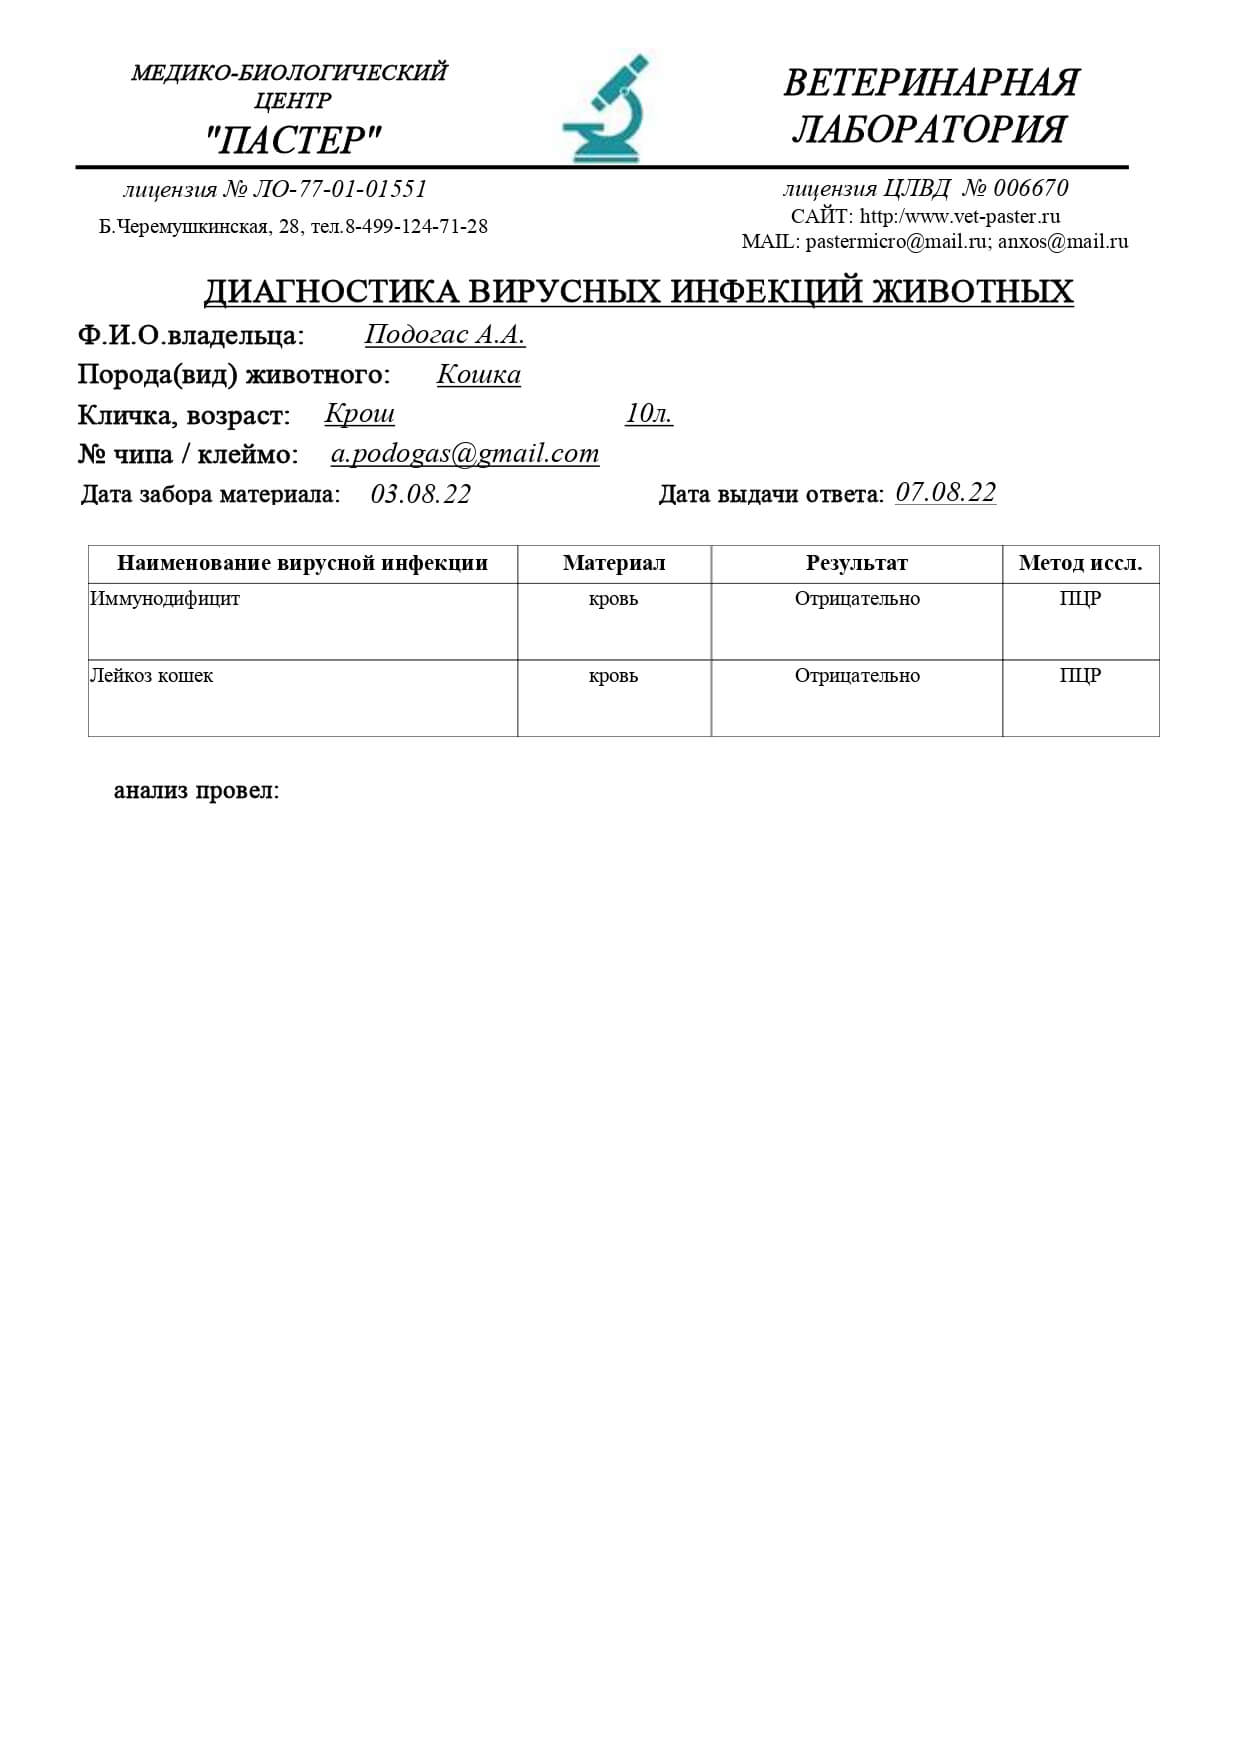 МЕДИКО-БИОЛОГИЧЕСКИЙ
ЦЕНТР
"ПАСТЕР"
ВЕТЕРИНАРНАЯ
ЛАБОРАТОРИЯ
лицензия № ЛО-77-01-01551
Б.Черемушкинская, 28, тел.8-499-124-71-28
лицензия ЦЛВД № 006670
САЙТ: http:/www.vet-paster.ru
MAIL: pastermicro@mail.ru; anxos@mail.ru
ДИАГНОСТИКА ВИРУСНЫХ ИНФЕКЦИЙ ЖИВОТНЫХ
Ф.И.О.владельца: Подогас А.А.
Порода(вид) животного: Кошка
Кличка, возраст: Крош 10л.
№ чипа / клеймо: a.podogas@gmail.com
Дата забора материала: 03.08.22 Дата выдачи ответа: 07.08.22
Наименование вирусной инфекции Материал Результат Метод иссл.
Иммунодифицит кровь Отрицательно ПЦР
Лейкоз кошек кровь Отрицательно ПЦР
анализ провел: